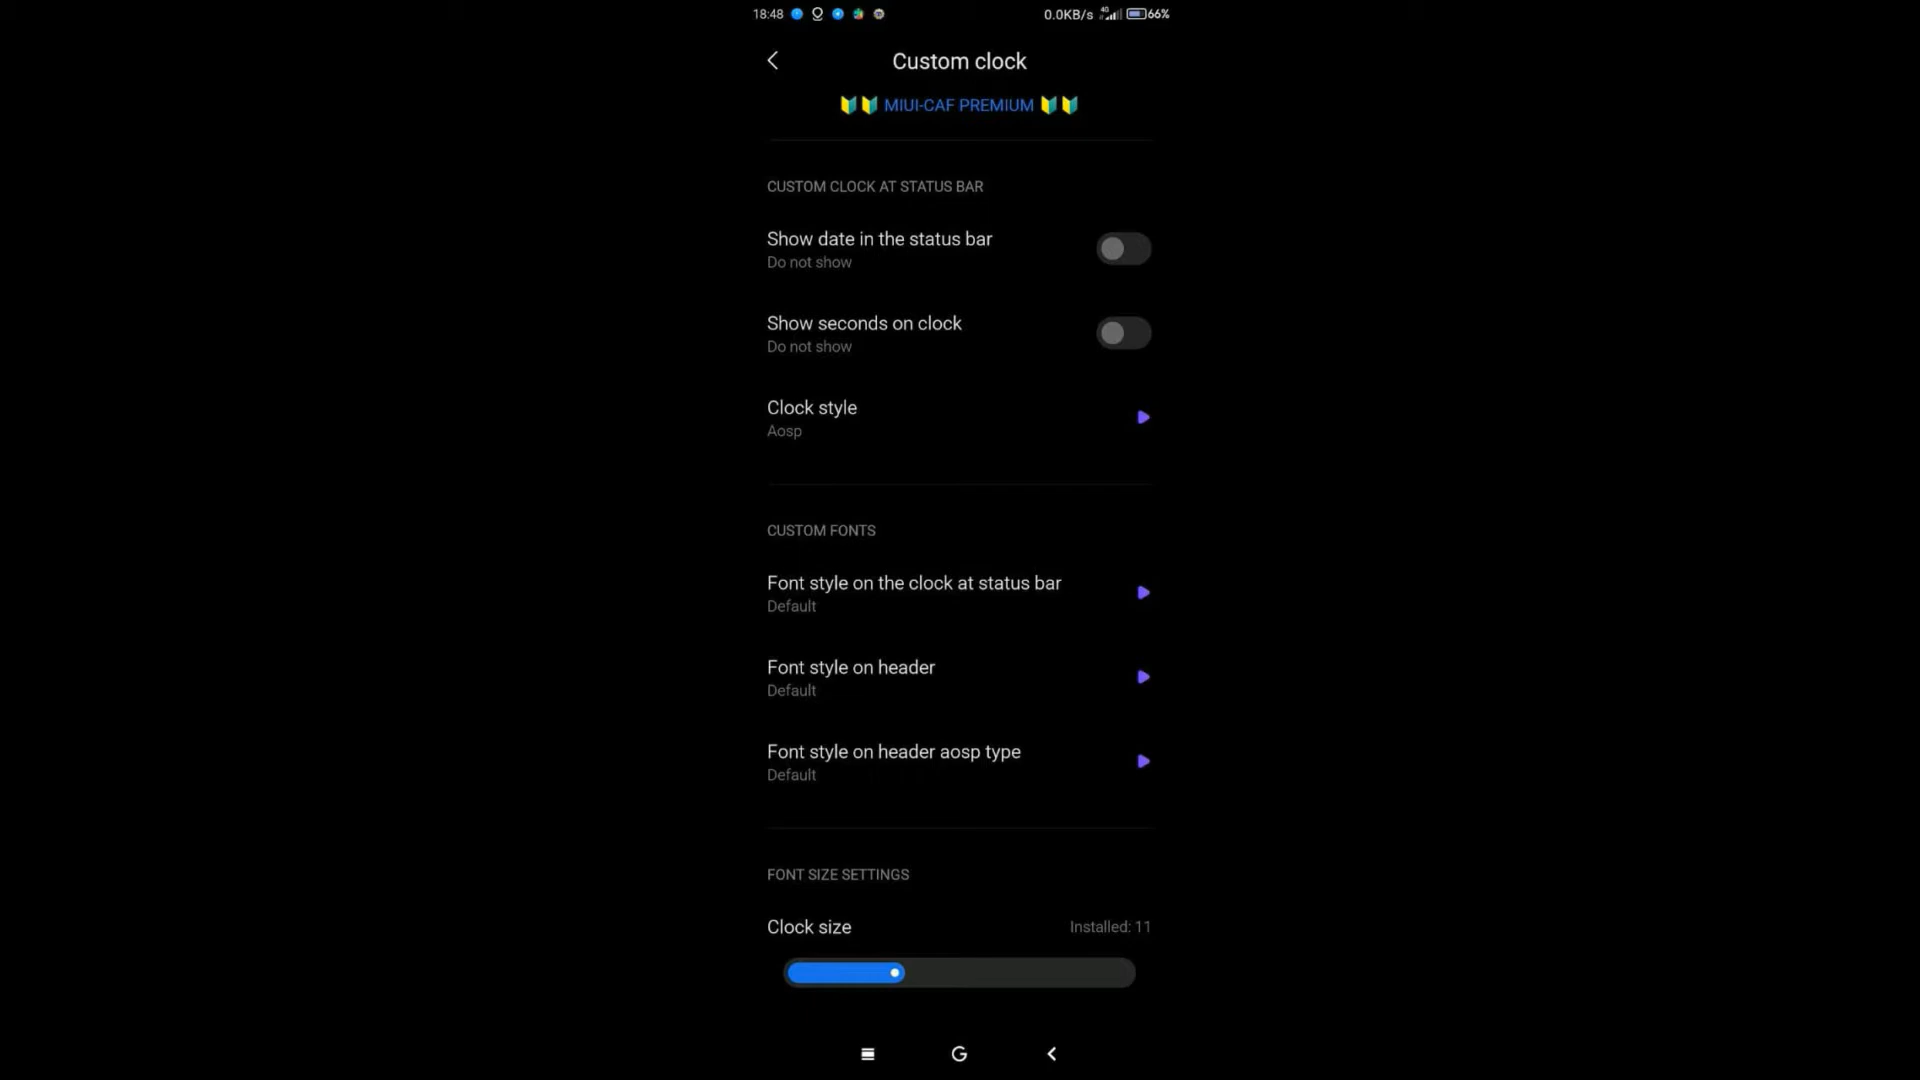 18:48 0.0KB/s 4G 66%
Custom clock
🔰🔰 MIUI-CAF PREMIUM 🔰🔰
CUSTOM CLOCK AT STATUS BAR
Show date in the status bar
Do not show
Show seconds on clock
Do not show
Clock style
Aosp
CUSTOM FONTS
Font style on the clock at status bar
Default
Font style on header
Default
Font style on header aosp type
Default
FONT SIZE SETTINGS
Clock size Installed: 11
G